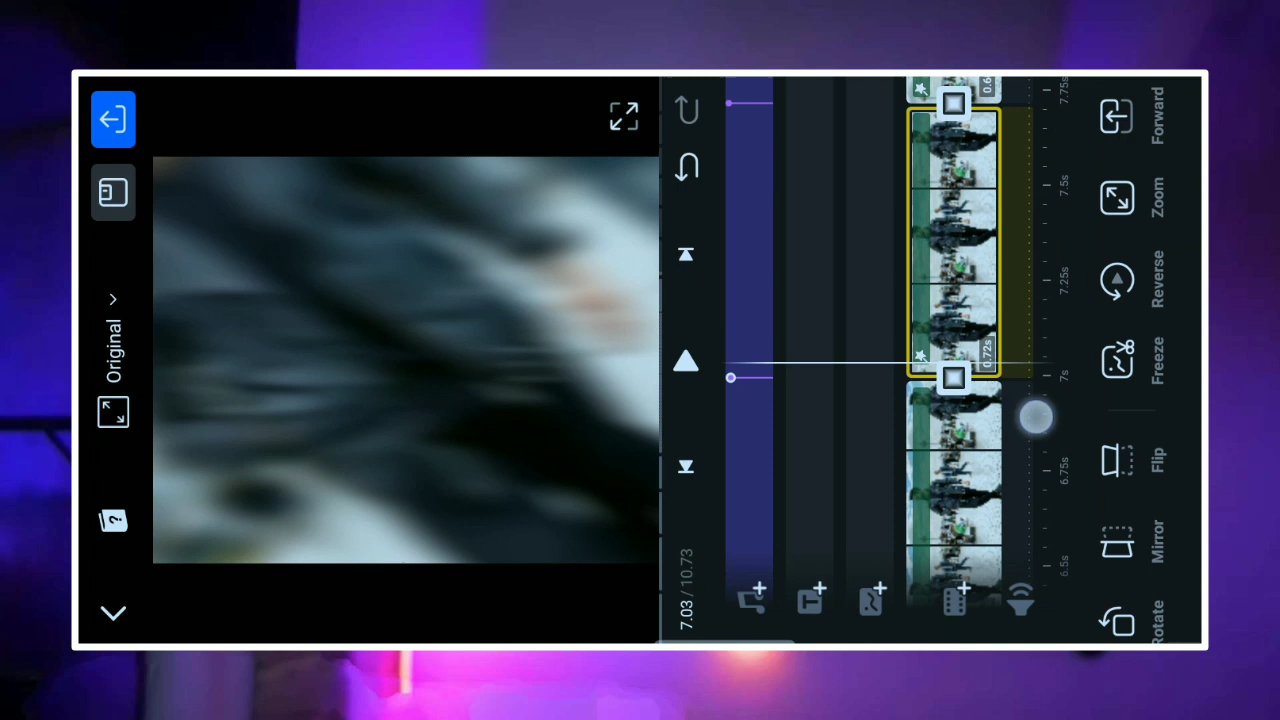 ? Original
7.03 / 10.73
T
0.72s 0.6
6.5s 6.75s 7s 7.25s 7.5s 7.75s
Rotate Mirror Flip Freeze Reverse Zoom Forward